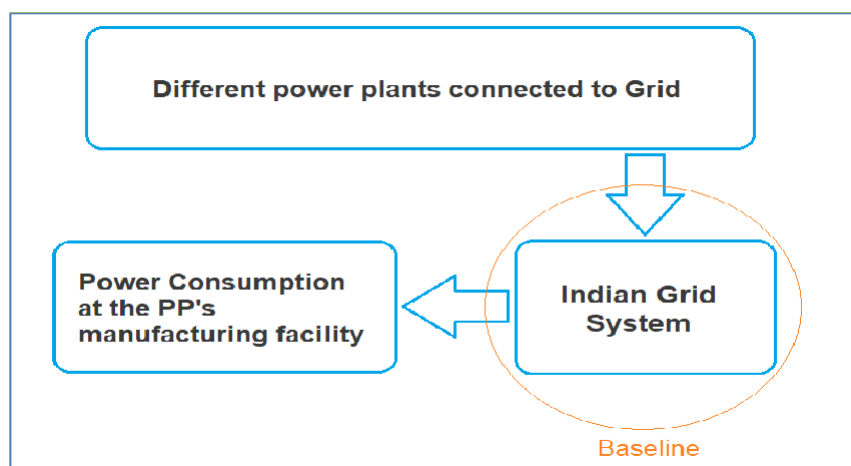 Different power plants connected to Grid
Power Consumption
at the PP's
manufacturing facility
Indian Grid
System
Baseline